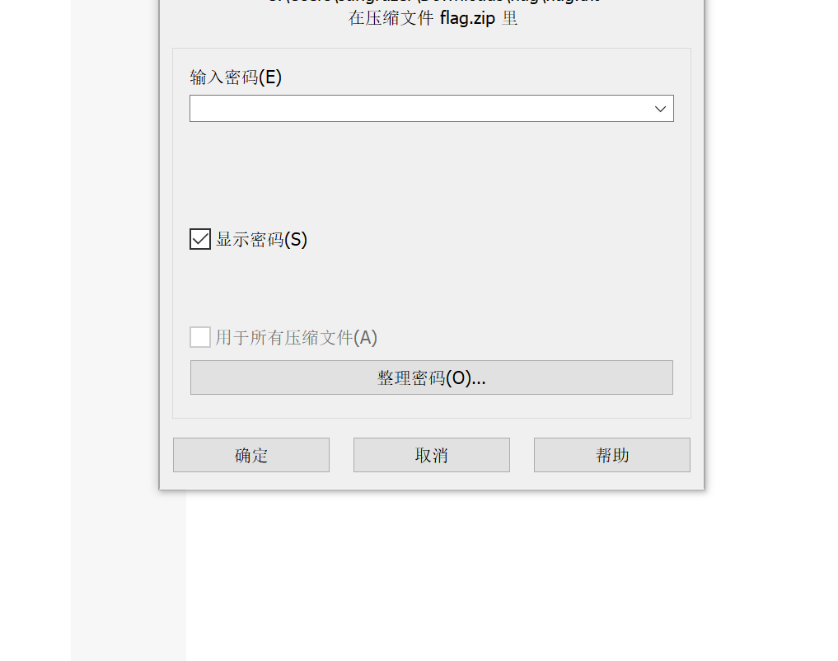 在压缩文件 flag.zip 里
输入密码(E)
显示密码(S)
用于所有压缩文件(A)
整理密码(O)...
确定
取消
帮助